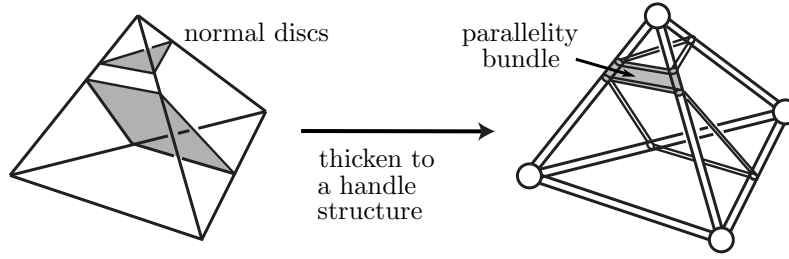 normal discs
parallelity
bundle
thicken to
a handle
structure